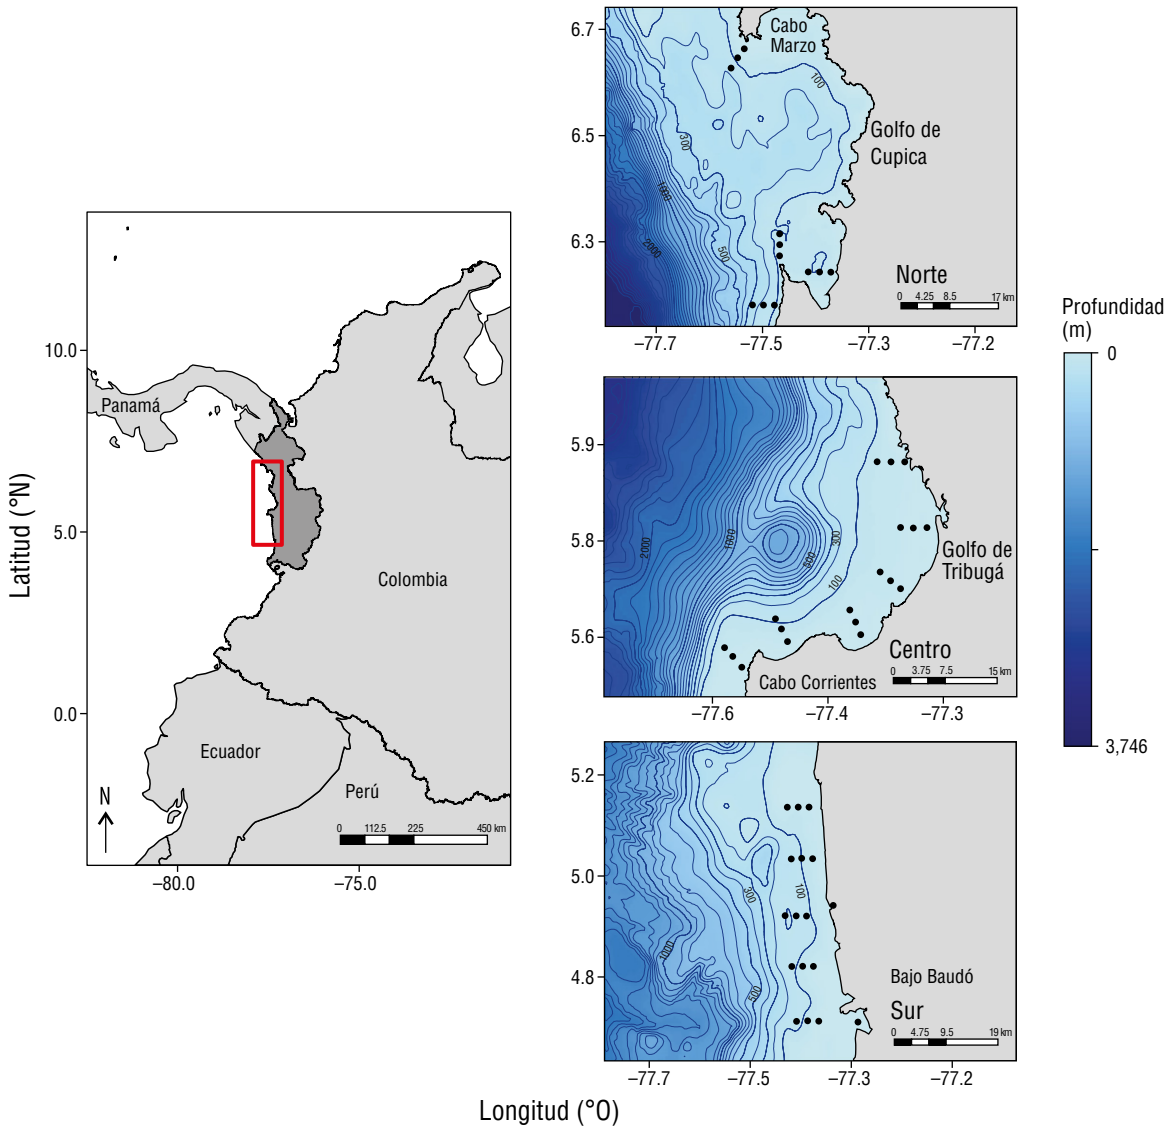 Latitud (°N)
10.0
5.0
0.0
Panamá
Colombia
Ecuador
Perú
N
0 112.5 225 450 km
−80.0 −75.0
Longitud (°O)
6.7
6.5
6.3
Cabo
Marzo
Golfo de
Cupica
100
300
1000
2000
500
Norte
0 4.25 8.5 17 km
−77.7 −77.5 −77.3 −77.2
5.9
5.8
5.6
2000
1000
300
500
100
Golfo de
Tribugá
Centro
0 3.75 7.5 15 km
Cabo Corrientes
−77.6 −77.4 −77.3
5.2
5.0
4.8
300
100
1000
500
Bajo Baudó
Sur
0 4.75 9.5 19 km
−77.7 −77.5 −77.3 −77.2
Profundidad
(m)
0
3,746